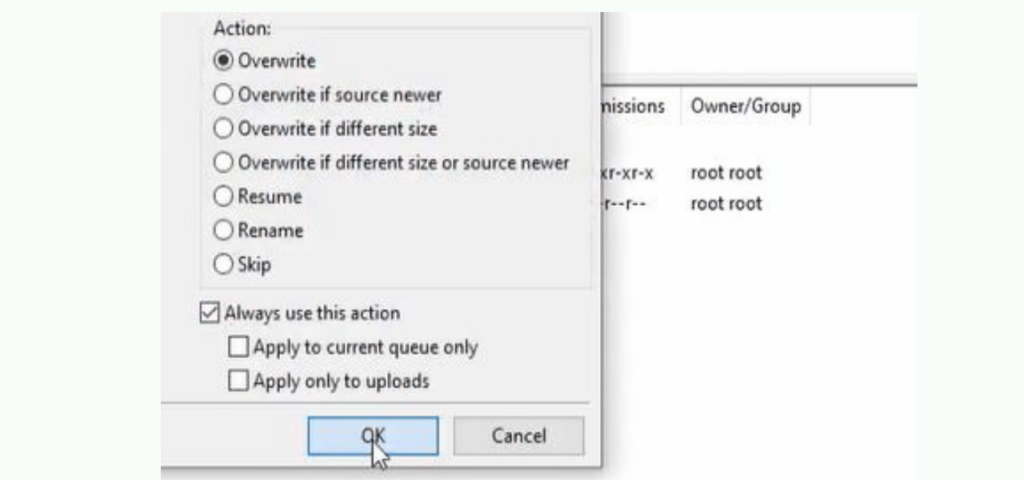 Action:
Overwrite
Overwrite if source newer
Overwrite if different size
Overwrite if different size or source newer
Resume
Rename
Skip
Always use this action
Apply to current queue only
Apply only to uploads
OK
Cancel
missions Owner/Group
xr-xr-x root root
-r--r-- root root